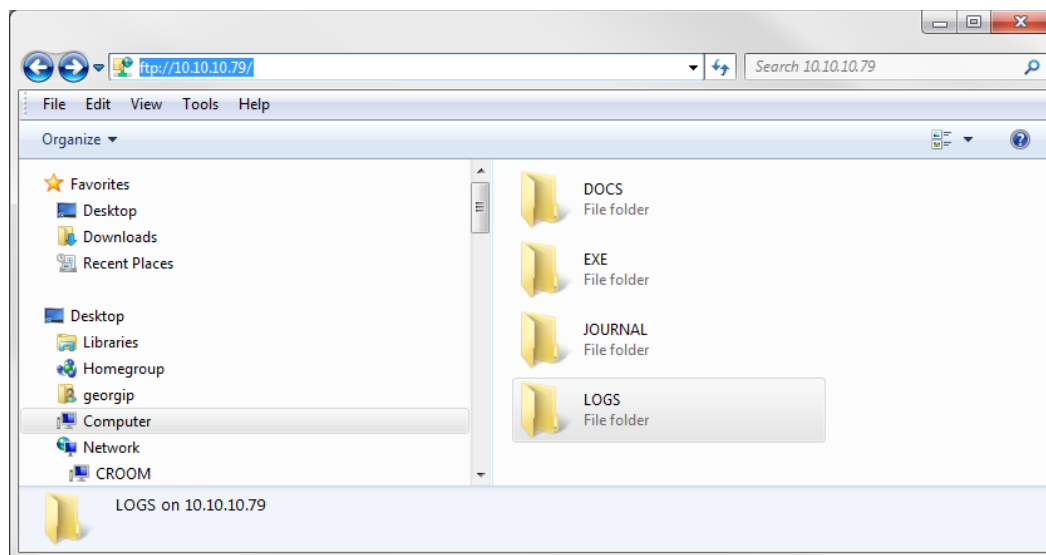 ftp://10.10.10.79/
Search 10.10.10.79
File Edit View Tools Help
Organize
Favorites
Desktop
Downloads
Recent Places
Desktop
Libraries
Homegroup
georgip
Computer
Network
CROOM
DOCS
File folder
EXE
File folder
JOURNAL
File folder
LOGS
File folder
LOGS on 10.10.10.79